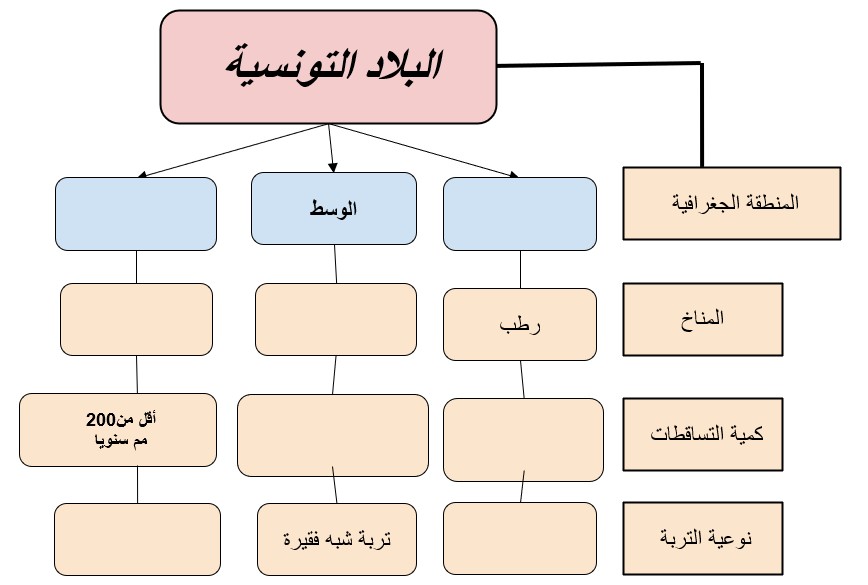 البلاد التونسية
المنطقة الجغرافية
الوسط
المناخ
رطب
كمية التساقطات
أقل من200
مم سنويا
نوعية التربة
تربة شبه فقيرة